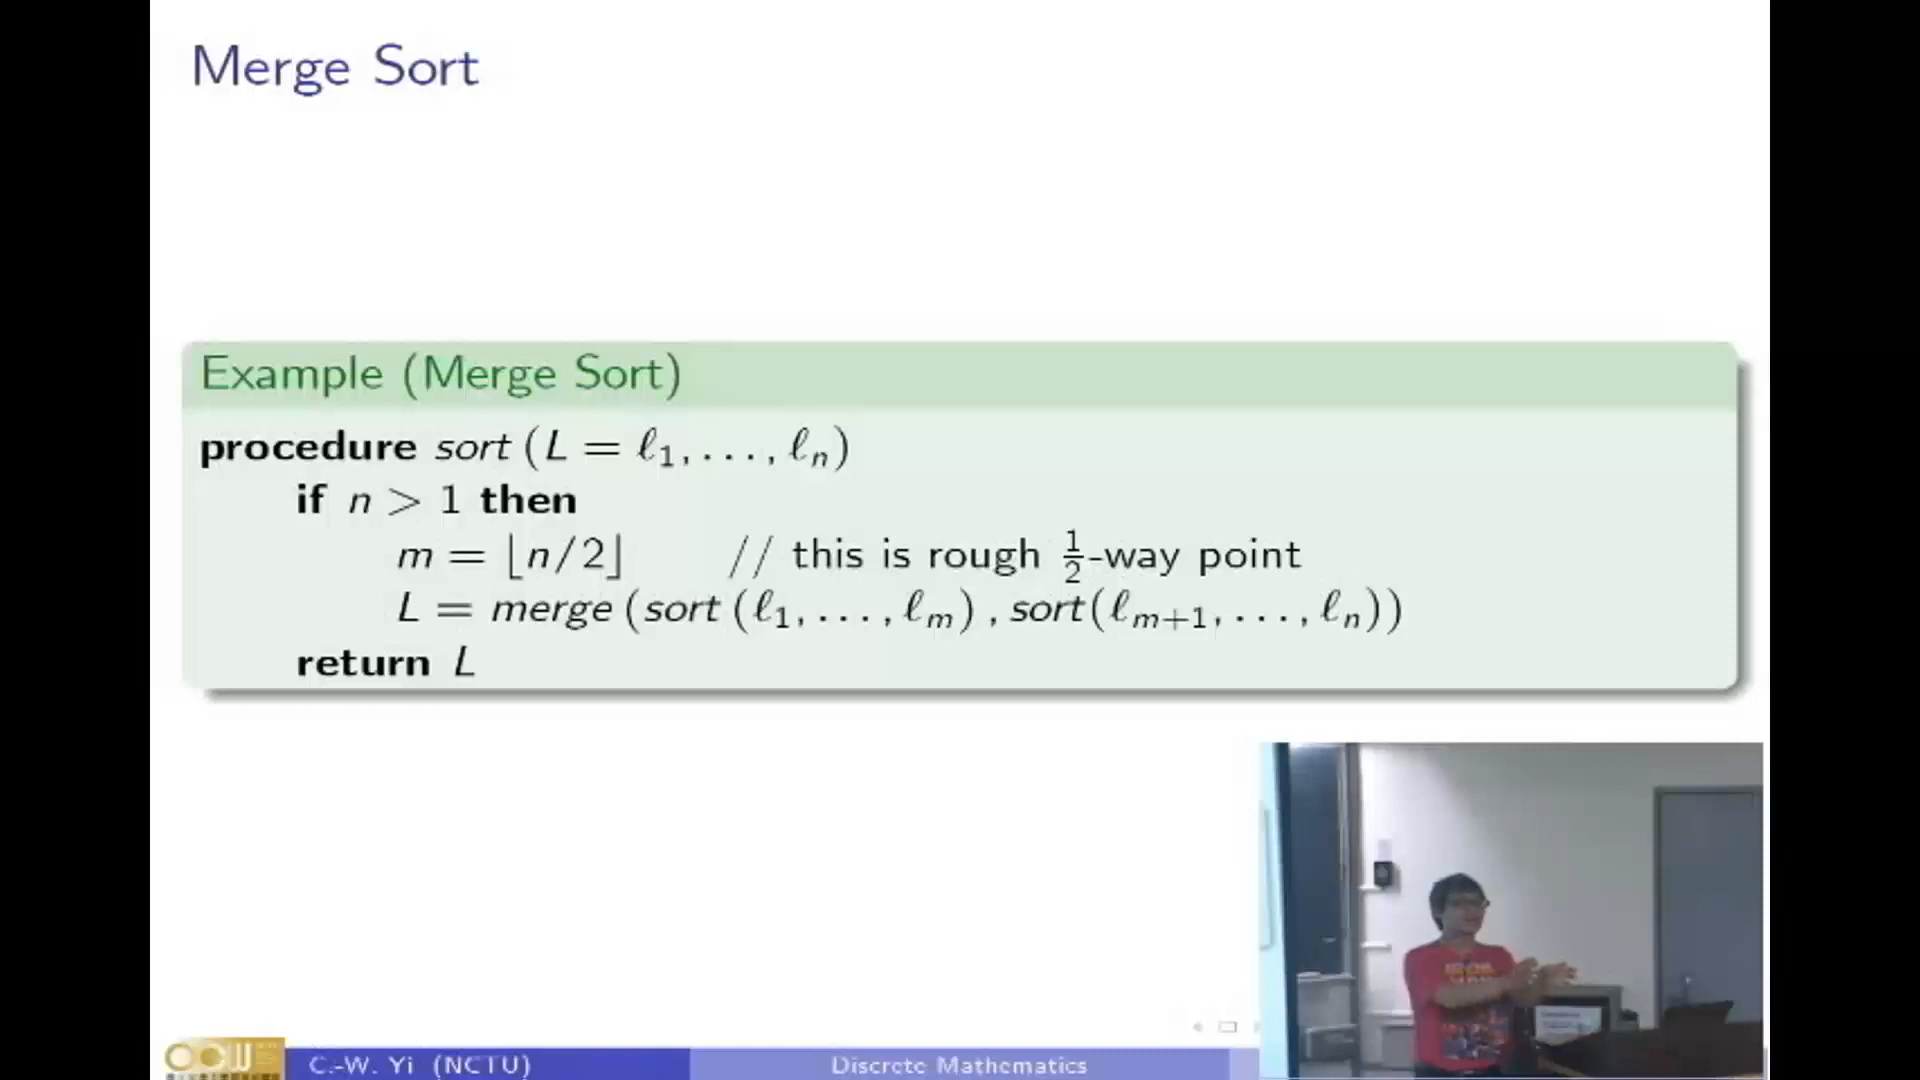 Merge Sort
Example (Merge Sort)
procedure sort (L = ℓ₁, . . . , ℓₙ)
if n > 1 then
m = ⌊n/2⌋ // this is rough ½-way point
L = merge (sort (ℓ₁, . . . , ℓₘ) , sort(ℓₘ₊₁, . . . , ℓₙ))
return L
OCW
C.-W. Yi (NCTU)
Discrete Mathematics